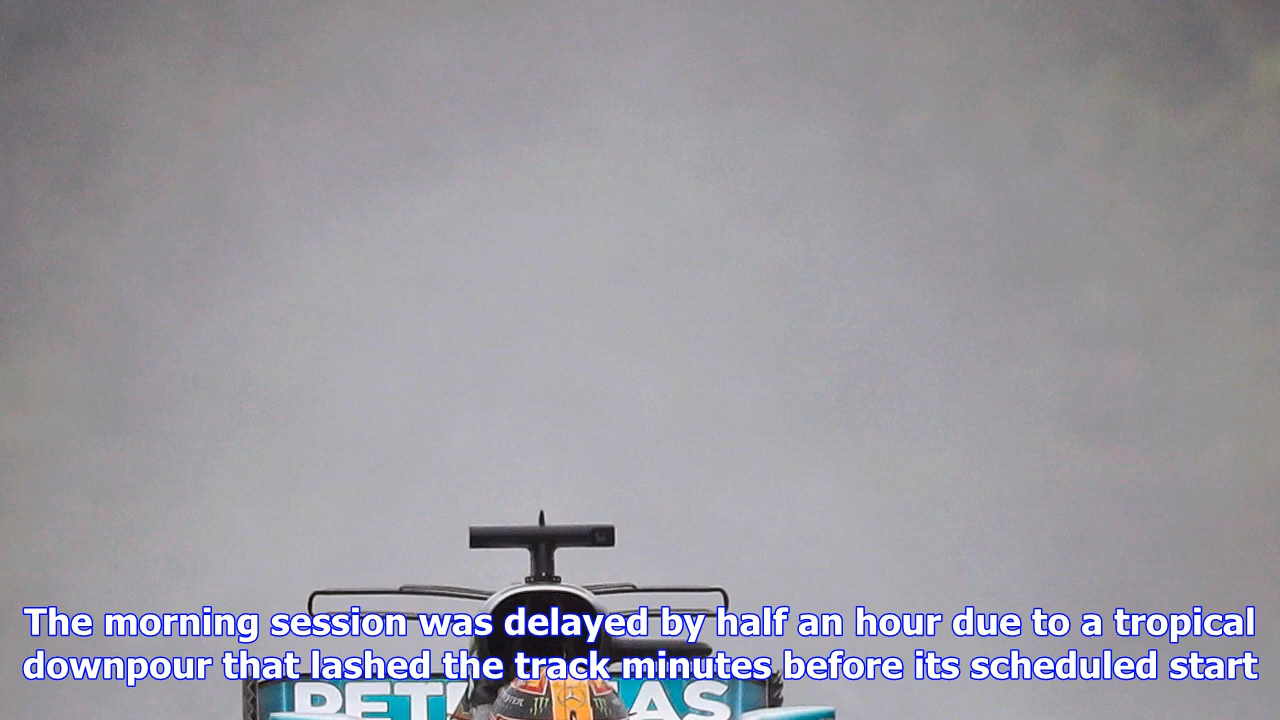 The morning session was delayed by half an hour due to a tropical
downpour that lashed the track minutes before its scheduled start